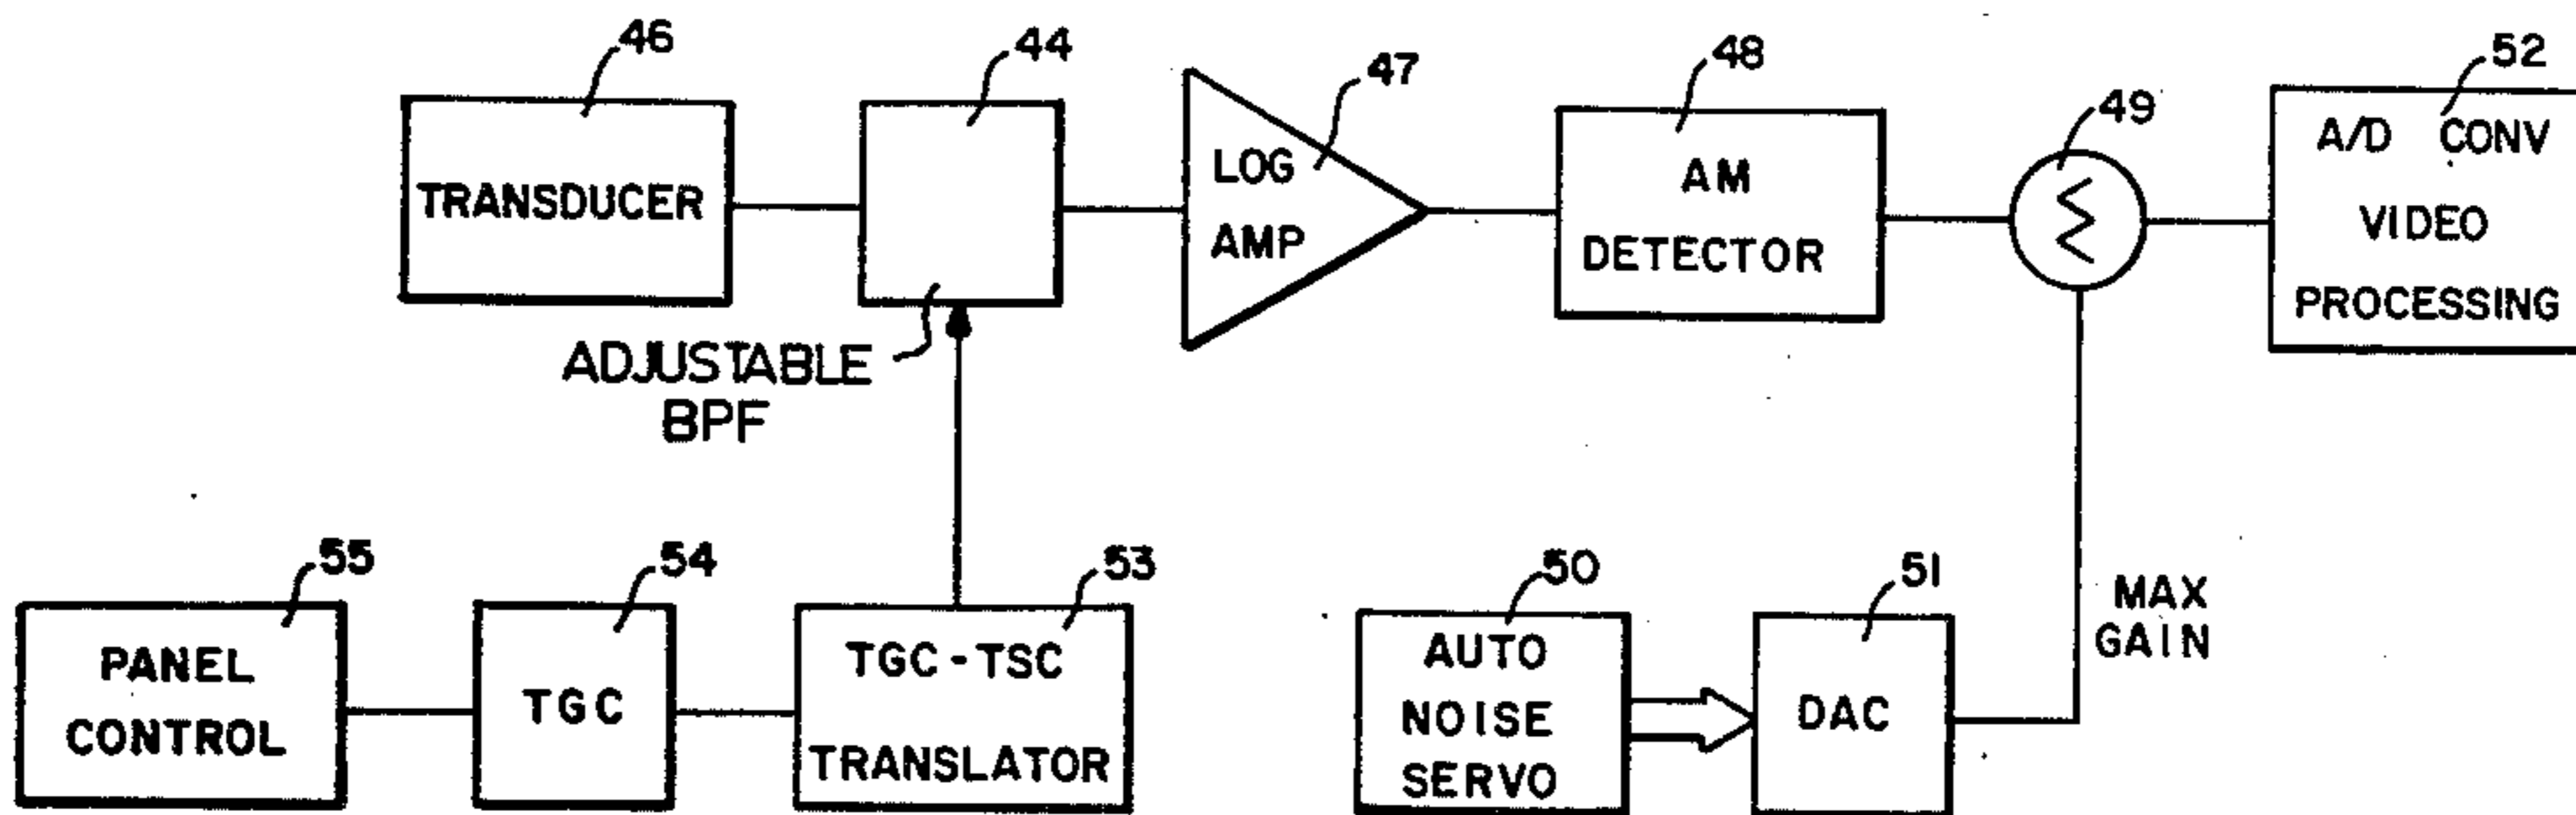 46
44
47
48
49
52
TRANSDUCER
LOG
AMP
AM
DETECTOR
A/D CONV
VIDEO
PROCESSING
ADJUSTABLE
BPF
55
54
53
50
51
PANEL
CONTROL
TGC
TGC-TSC
TRANSLATOR
AUTO
NOISE
SERVO
DAC
MAX
GAIN